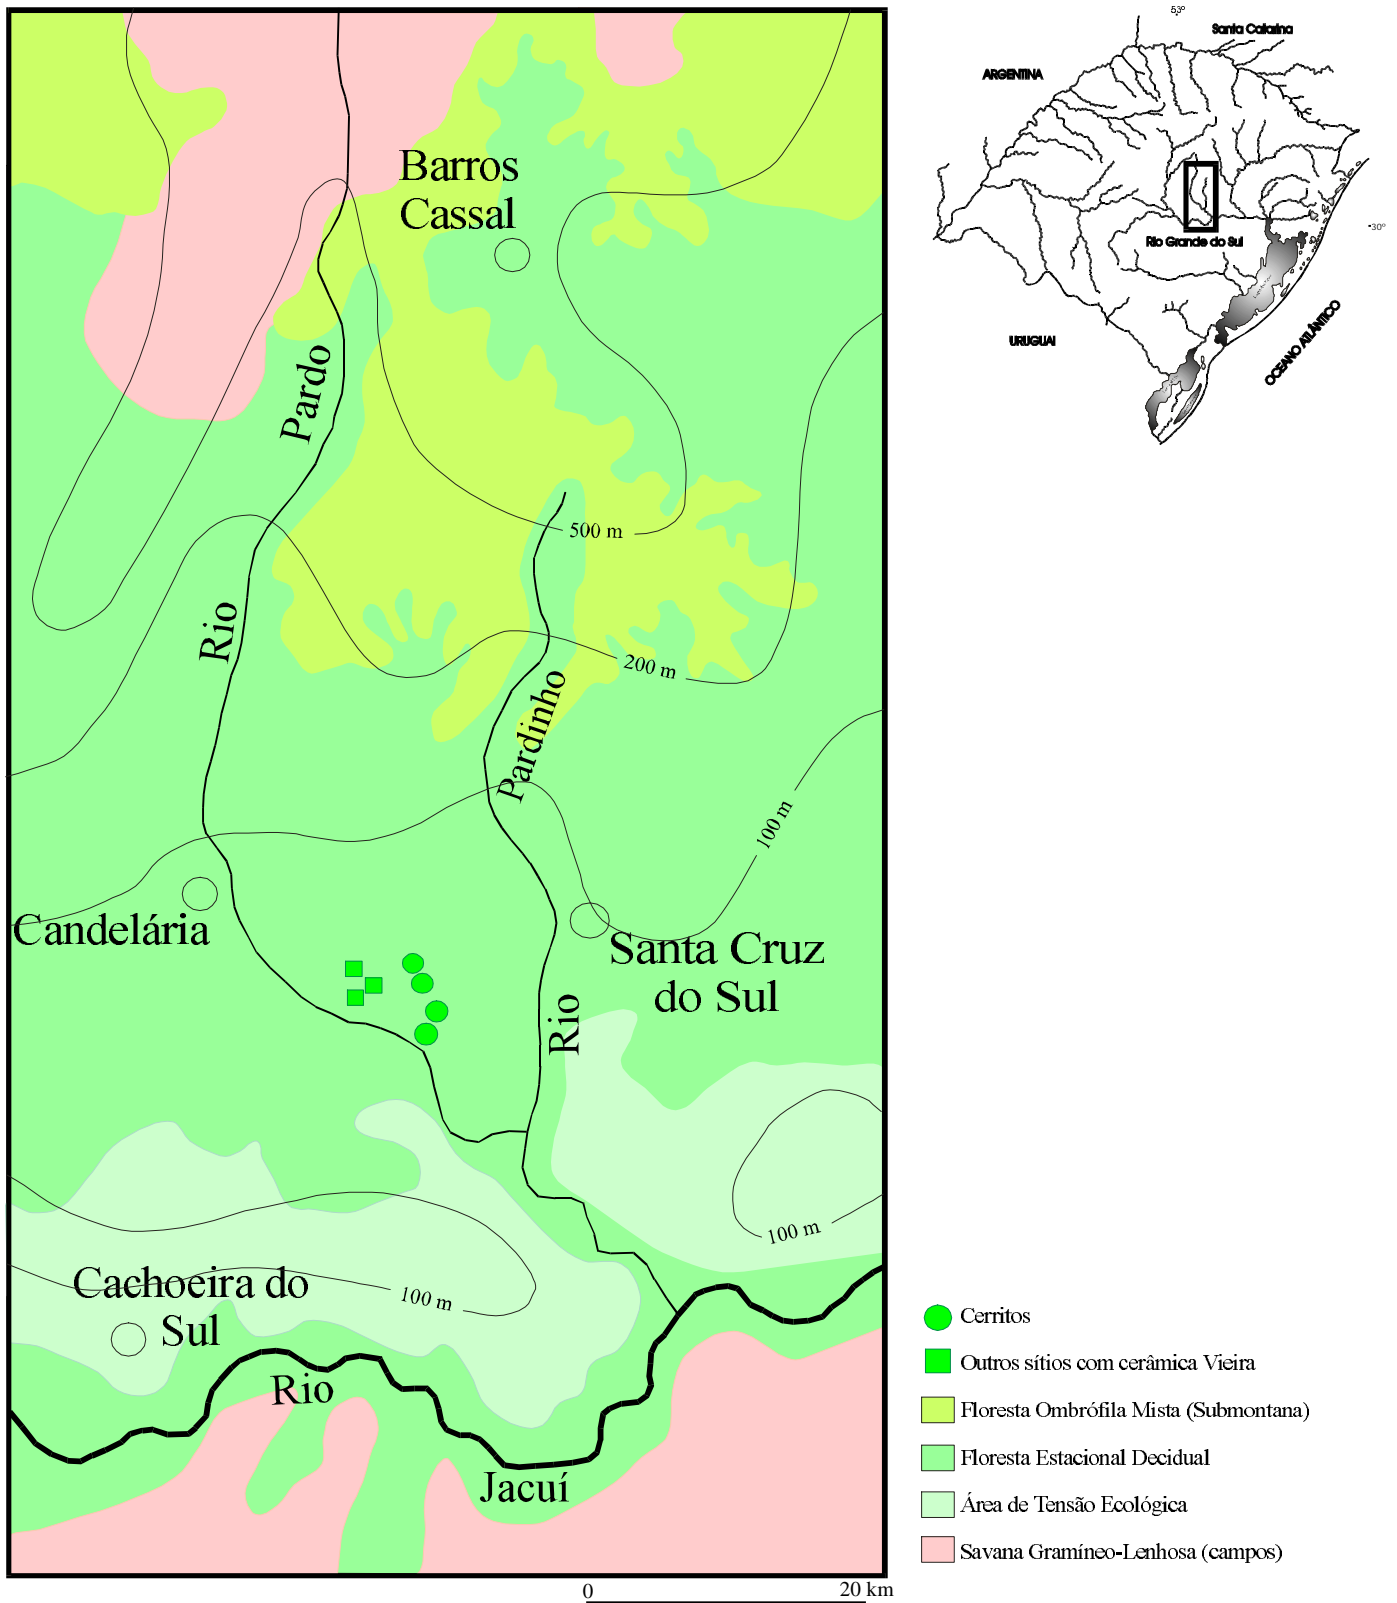 Barros
Cassal
Pardo
Rio
500 m
200 m
Pardinho
100 m
Candelária
Santa Cruz
do Sul
Rio
100 m
Cachoeira do
Sul
100 m
Rio
Jacuí
0
20 km
53°
Santa Catarina
ARGENTINA
30°
Rio Grande do Sul
URUGUAI
OCEANO ATLÂNTICO
Cerritos
Outros sítios com cerâmica Vieira
Floresta Ombrófila Mista (Submontana)
Floresta Estacional Decidual
Área de Tensão Ecológica
Savana Gramíneo-Lenhosa (campos)